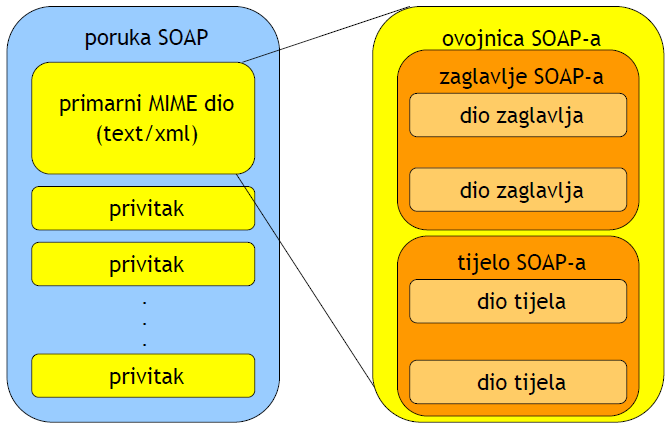 poruka SOAP
primarni MIME dio
(text/xml)
privitak
privitak
.
.
.
privitak
ovojnica SOAP-a
zaglavlje SOAP-a
dio zaglavlja
dio zaglavlja
tijelo SOAP-a
dio tijela
dio tijela